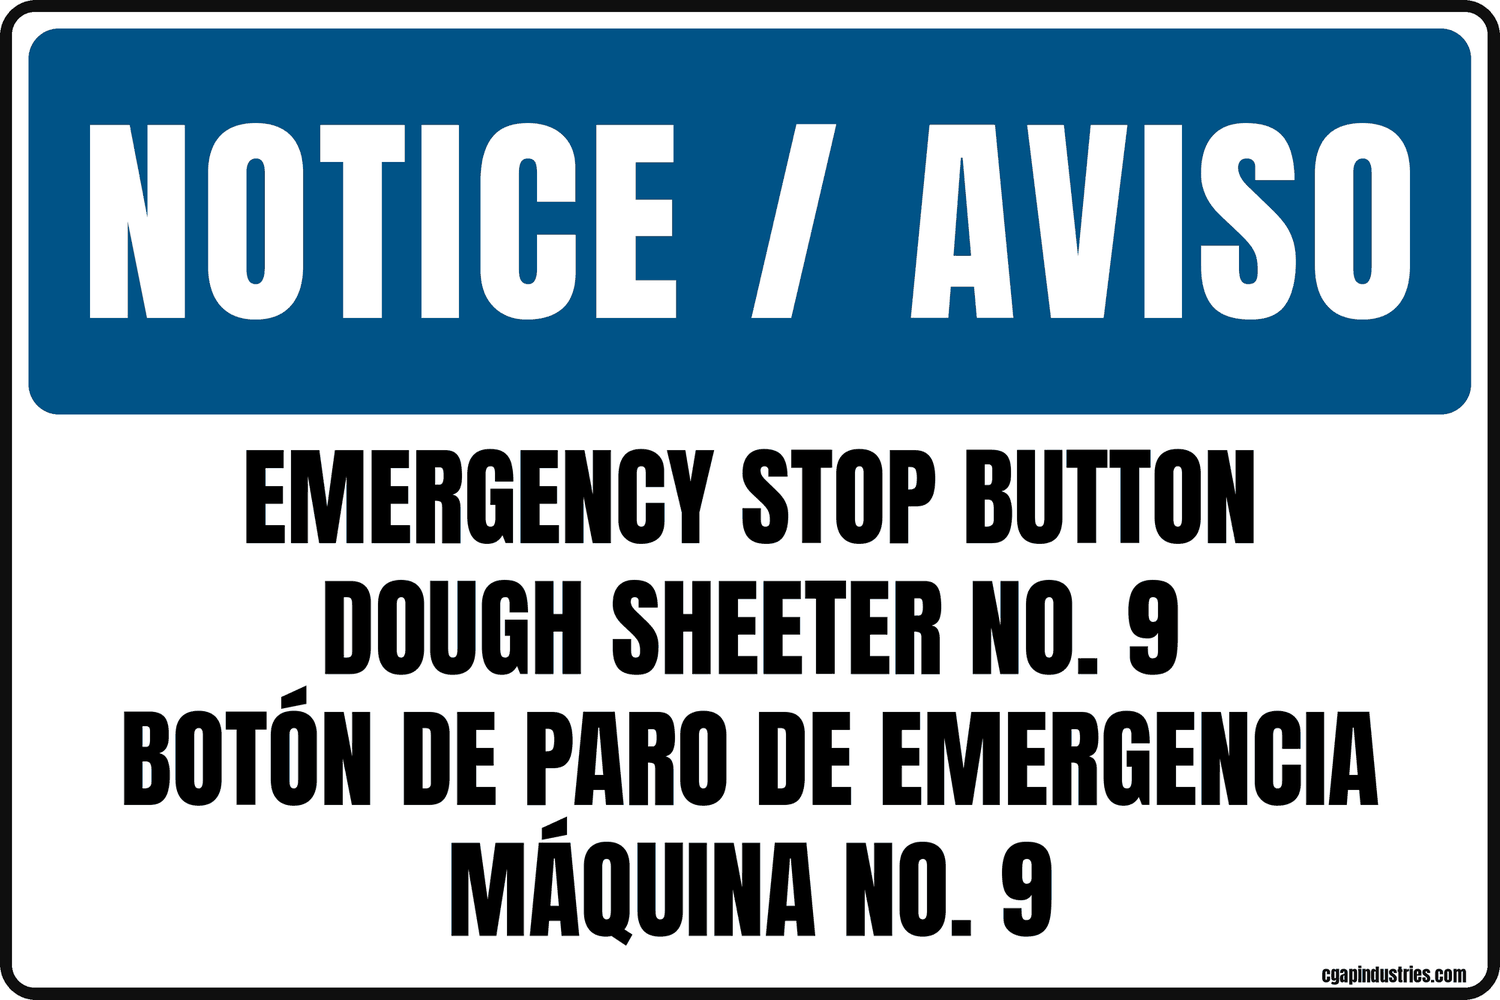 NOTICE / AVISO
EMERGENCY STOP BUTTON
DOUGH SHEETER NO. 9
BOTÓN DE PARO DE EMERGENCIA
MÁQUINA NO. 9
cgapindustries.com